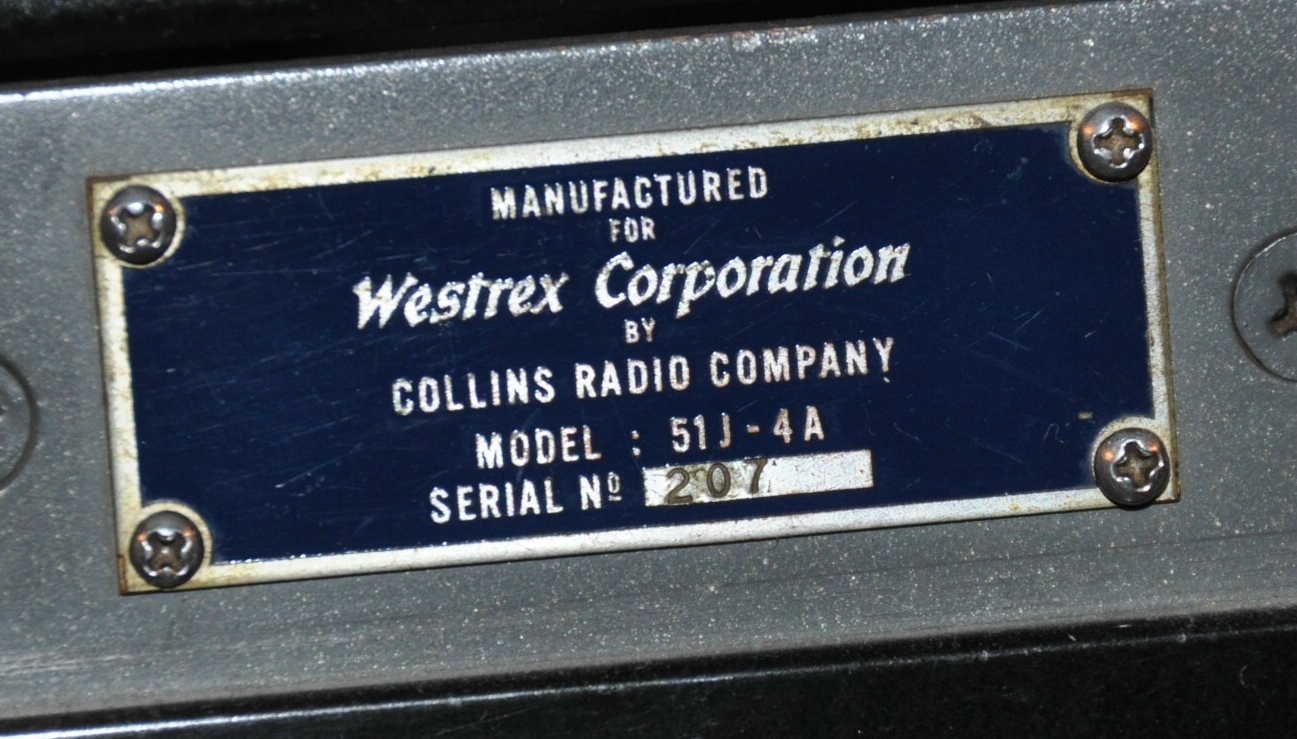 MANUFACTURED
FOR
Westrex Corporation
BY
COLLINS RADIO COMPANY
MODEL : 51J-4A
SERIAL Nº 207